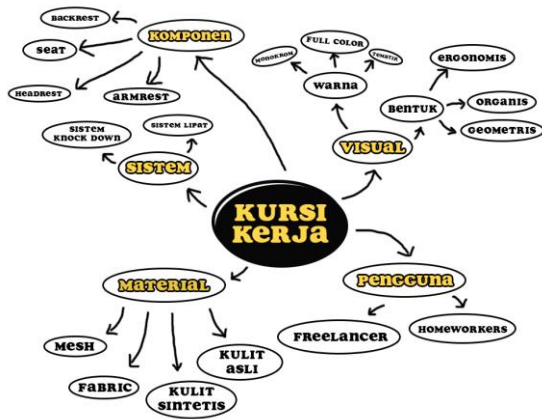 BACKREST
KOMPONEN
SEAT
HEADREST
ARMREST
FULL COLOR
MONOKROM
TEMATIK
WARNA
ERGONOMIS
BENTUK
ORGANIS
GEOMETRIS
VISUAL
SISTEM
KNOCK DOWN
SISTEM LIPAT
SISTEM
KURSI
KERJA
MATERIAL
MESH
FABRIC
KULIT
SINTETIS
KULIT
ASLI
PENGGUNA
FREELANCER
HOMEWORKERS